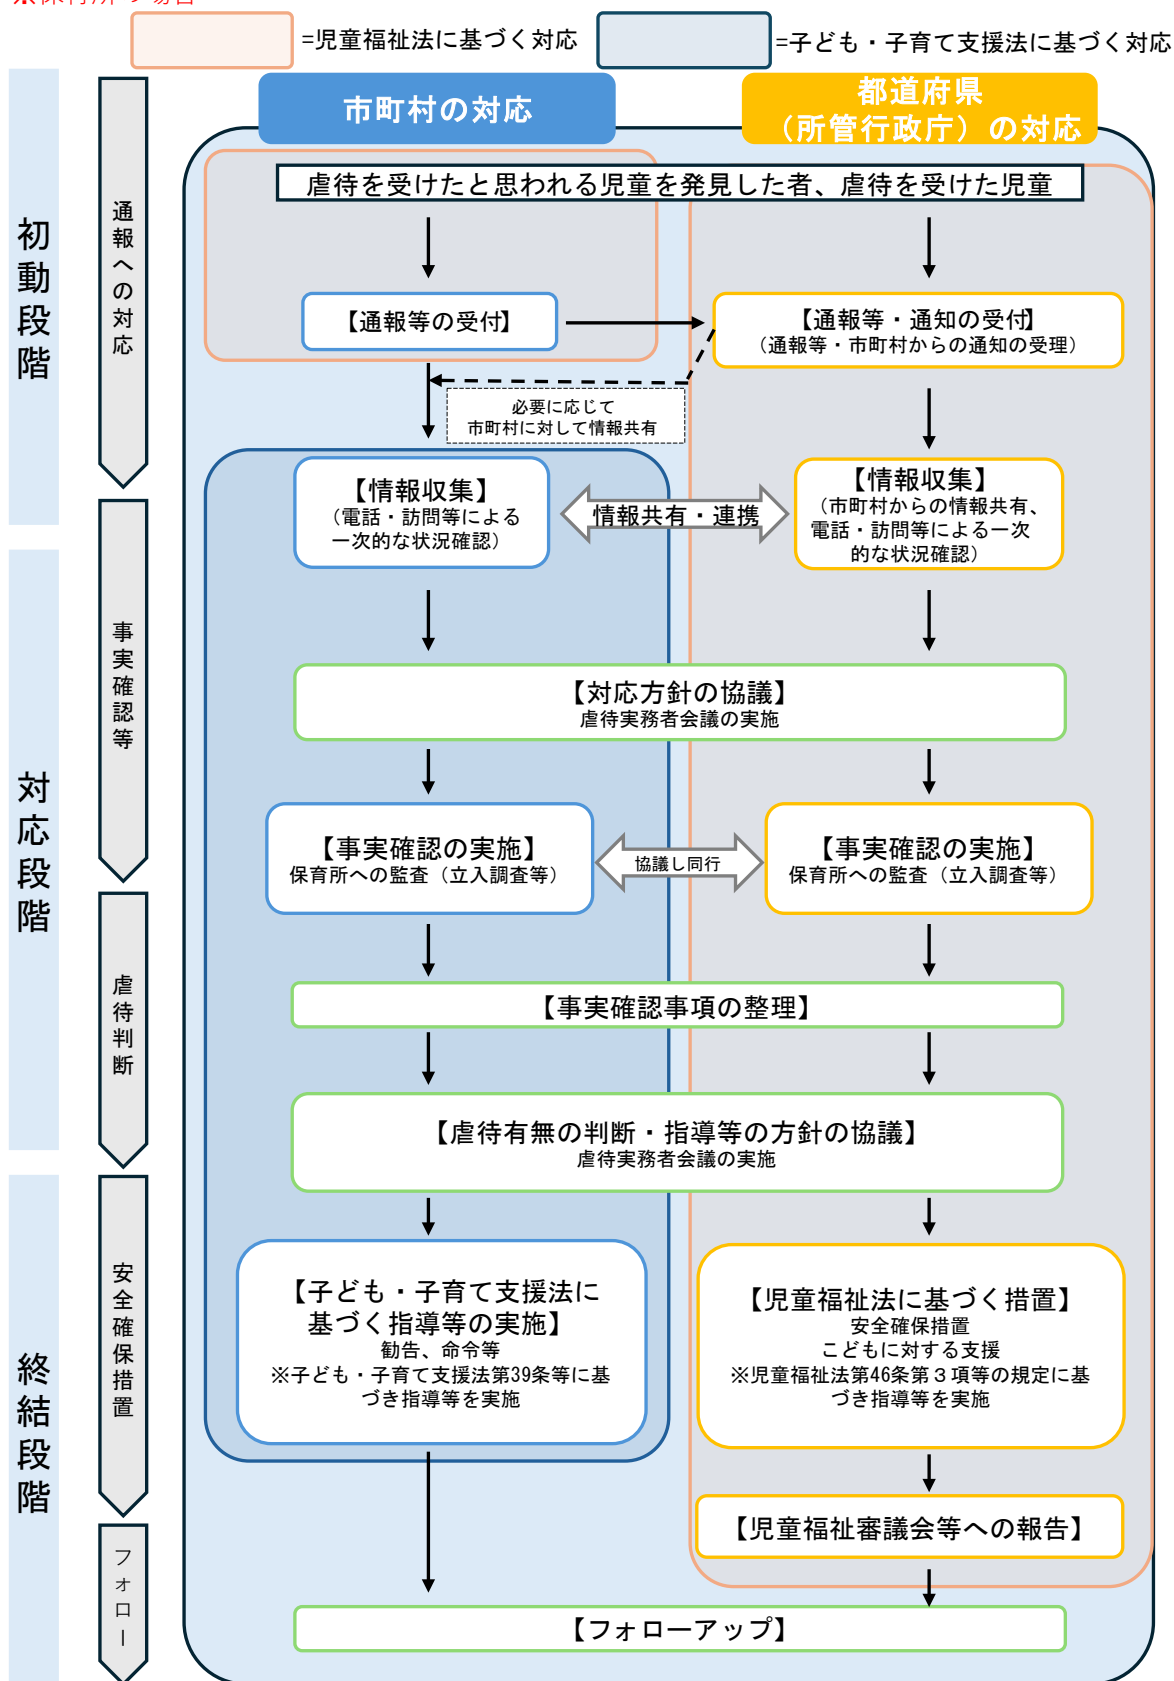 ※保育所の場合
=児童福祉法に基づく対応
=子ども・子育て支援法に基づく対応
市町村の対応
都道府県
（所管行政庁）の対応
初動段階
対応段階
終結段階
通報への対応
事実確認等
虐待判断
安全確保措置
フォロー
虐待を受けたと思われる児童を発見した者、虐待を受けた児童
【通報等の受付】
【通報等・通知の受付】
（通報等・市町村からの通知の受理）
必要に応じて
市町村に対して情報共有
【情報収集】
（電話・訪問等による
一次的な状況確認）
情報共有・連携
【情報収集】
（市町村からの情報共有、
電話・訪問等による一次
的な状況確認）
【対応方針の協議】
虐待実務者会議の実施
【事実確認の実施】
保育所への監査（立入調査等）
協議し同行
【事実確認の実施】
保育所への監査（立入調査等）
【事実確認事項の整理】
【虐待有無の判断・指導等の方針の協議】
虐待実務者会議の実施
【子ども・子育て支援法に
基づく指導等の実施】
勧告、命令等
※子ども・子育て支援法第39条等に基
づき指導等を実施
【児童福祉法に基づく措置】
安全確保措置
こどもに対する支援
※児童福祉法第46条第３項等の規定に基
づき指導等を実施
【児童福祉審議会等への報告】
【フォローアップ】